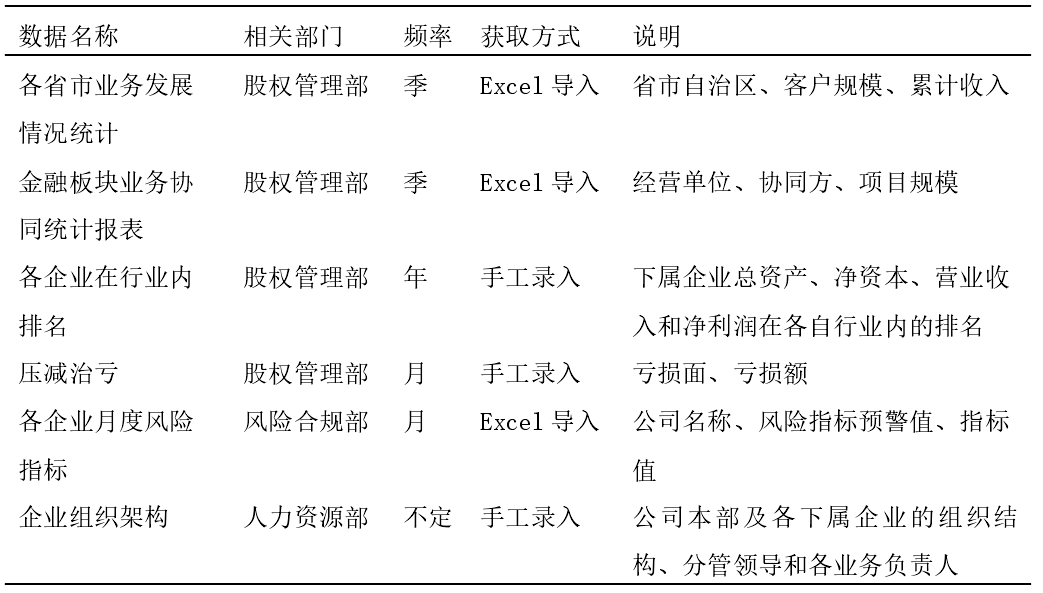 数据名称 相关部门 频率 获取方式 说明
各省市业务发展 股权管理部 季 Excel 导入 省市自治区、客户规模、累计收入
情况统计
金融板块业务协 股权管理部 季 Excel 导入 经营单位、协同方、项目规模
同统计报表
各企业在行业内 股权管理部 年 手工录入 下属企业总资产、净资本、营业收
排名 入和净利润在各自行业内的排名
压减治亏 股权管理部 月 手工录入 亏损面、亏损额
各企业月度风险 风险合规部 月 Excel 导入 公司名称、风险指标预警值、指标
指标 值
企业组织架构 人力资源部 不定 手工录入 公司本部及各下属企业的组织结
构、分管领导和各业务负责人